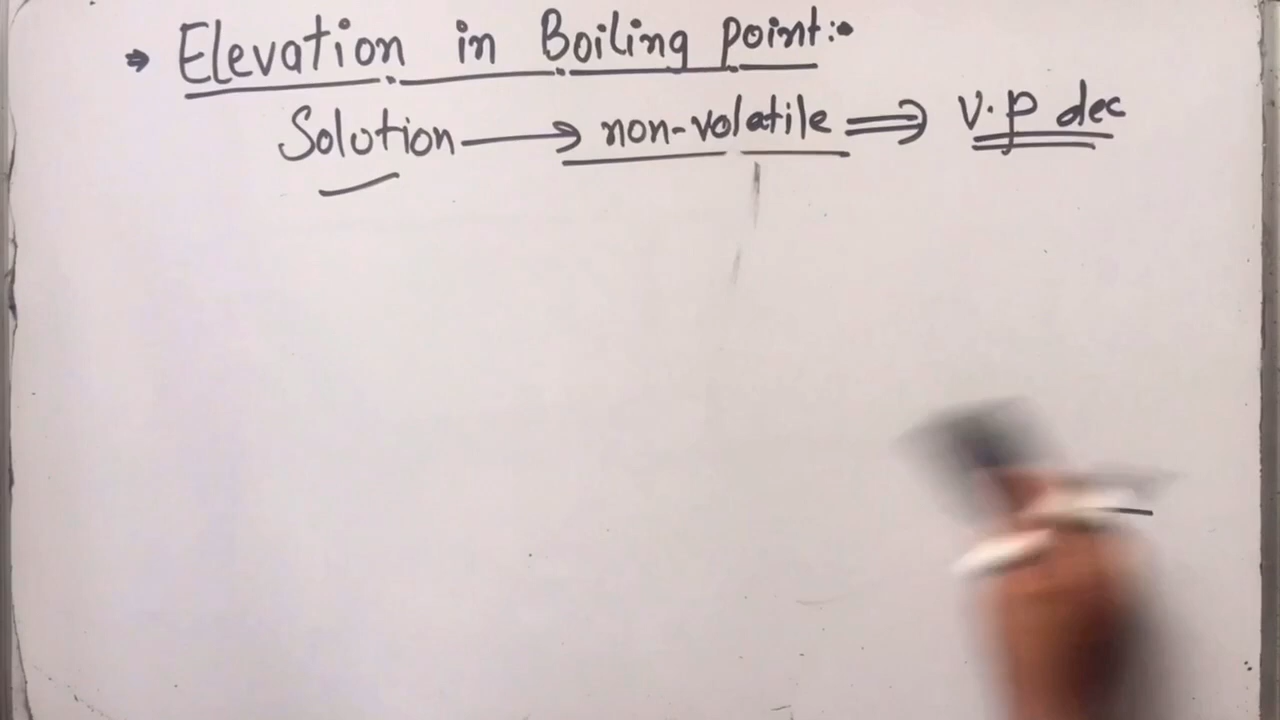 → Elevation in Boiling point:-
Solution → non-volatile ⇒ v.p dec